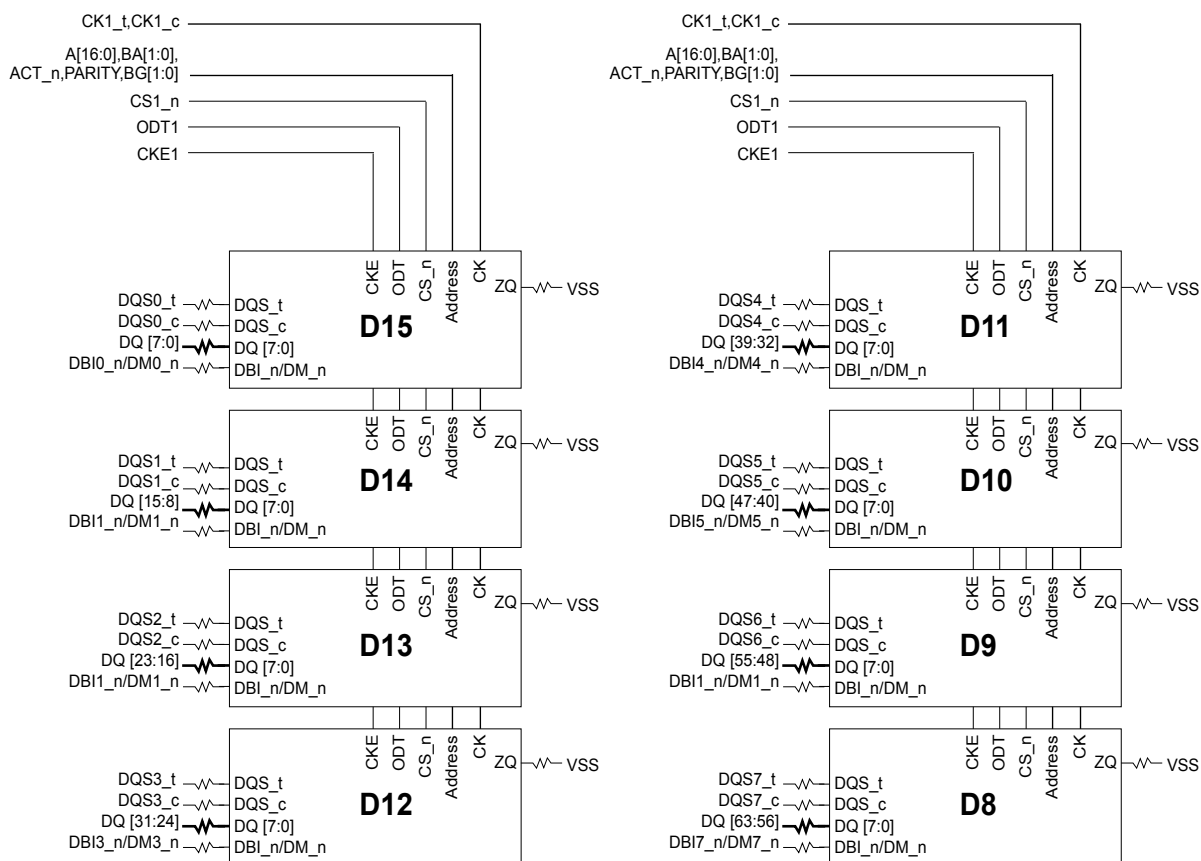 CK1_t,CK1_c
A[16:0],BA[1:0],
ACT_n,PARITY,BG[1:0]
CS1_n
ODT1
CKE1
CKE
ODT
CS_n
Address
CK
ZQ
VSS
D15
DQS0_t
DQS_t
DQS0_c
DQS_c
DQ [7:0]
DQ [7:0]
DBI0_n/DM0_n
DBI_n/DM_n
CKE
ODT
CS_n
Address
CK
ZQ
VSS
D14
DQS1_t
DQS_t
DQS1_c
DQS_c
DQ [15:8]
DQ [7:0]
DBI1_n/DM1_n
DBI_n/DM_n
CKE
ODT
CS_n
Address
CK
ZQ
VSS
D13
DQS2_t
DQS_t
DQS2_c
DQS_c
DQ [23:16]
DQ [7:0]
DBI1_n/DM1_n
DBI_n/DM_n
CKE
ODT
CS_n
Address
CK
ZQ
VSS
D12
DQS3_t
DQS_t
DQS3_c
DQS_c
DQ [31:24]
DQ [7:0]
DBI3_n/DM3_n
DBI_n/DM_n
CK1_t,CK1_c
A[16:0],BA[1:0],
ACT_n,PARITY,BG[1:0]
CS1_n
ODT1
CKE1
CKE
ODT
CS_n
Address
CK
ZQ
VSS
D11
DQS4_t
DQS_t
DQS4_c
DQS_c
DQ [39:32]
DQ [7:0]
DBI4_n/DM4_n
DBI_n/DM_n
CKE
ODT
CS_n
Address
CK
ZQ
VSS
D10
DQS5_t
DQS_t
DQS5_c
DQS_c
DQ [47:40]
DQ [7:0]
DBI5_n/DM5_n
DBI_n/DM_n
CKE
ODT
CS_n
Address
CK
ZQ
VSS
D9
DQS6_t
DQS_t
DQS6_c
DQS_c
DQ [55:48]
DQ [7:0]
DBI1_n/DM1_n
DBI_n/DM_n
CKE
ODT
CS_n
Address
CK
ZQ
VSS
D8
DQS7_t
DQS_t
DQS7_c
DQS_c
DQ [63:56]
DQ [7:0]
DBI7_n/DM7_n
DBI_n/DM_n